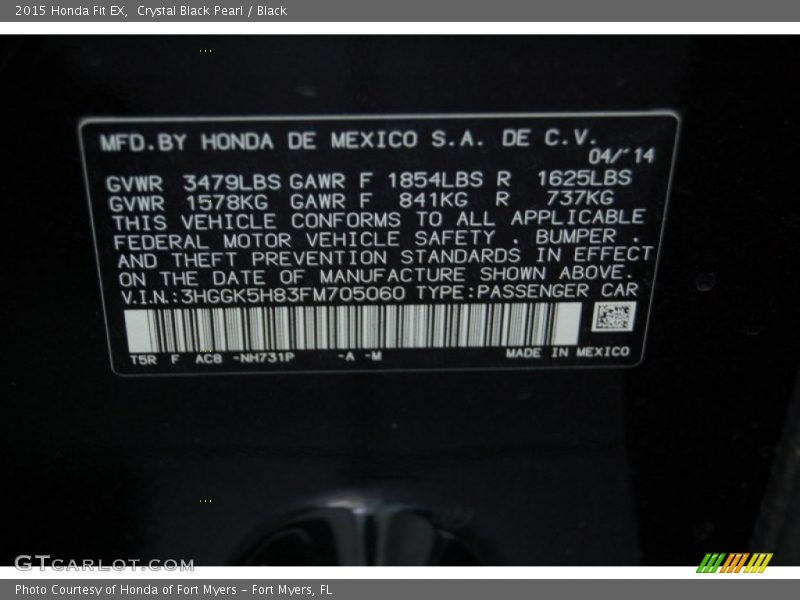 2015 Honda Fit EX, Crystal Black Pearl / Black
MFD.BY HONDA DE MEXICO S.A. DE C.V.
04/'14
GVWR 3479LBS GAWR F 1854LBS R 1625LBS
GVWR 1578KG GAWR F 841KG R 737KG
THIS VEHICLE CONFORMS TO ALL APPLICABLE
FEDERAL MOTOR VEHICLE SAFETY , BUMPER ,
AND THEFT PREVENTION STANDARDS IN EFFECT
ON THE DATE OF MANUFACTURE SHOWN ABOVE.
V.I.N.:3HGGK5H83FM705060 TYPE:PASSENGER CAR
T5R F AC8 -NH731P -A -M MADE IN MEXICO
GTCARLOT.COM
Photo Courtesy of Honda of Fort Myers - Fort Myers, FL